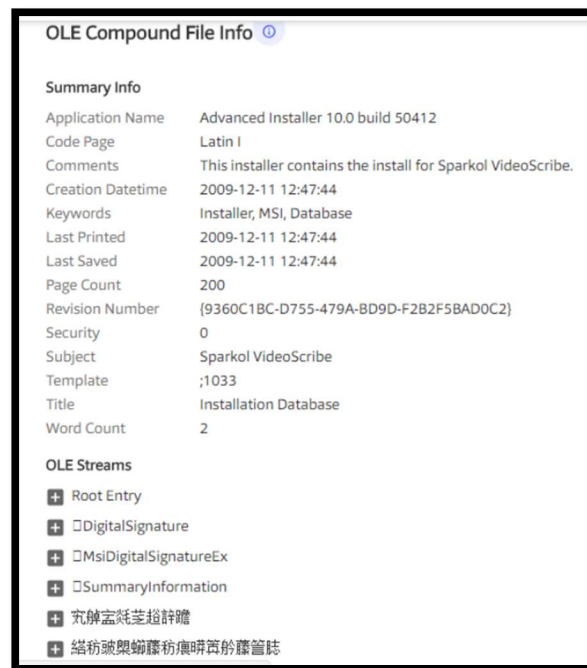 OLE Compound File Info
Summary Info
Application Name Advanced Installer 10.0 build 50412
Code Page Latin I
Comments This installer contains the install for Sparkol VideoScribe.
Creation Datetime 2009-12-11 12:47:44
Keywords Installer, MSI, Database
Last Printed 2009-12-11 12:47:44
Last Saved 2009-12-11 12:47:44
Page Count 200
Revision Number {9360C1BC-D755-479A-BD9D-F2B2F5BAD0C2}
Security 0
Subject Sparkol VideoScribe
Template ;1033
Title Installation Database
Word Count 2
OLE Streams
Root Entry
DigitalSignature
MsiDigitalSignatureEx
SummaryInformation